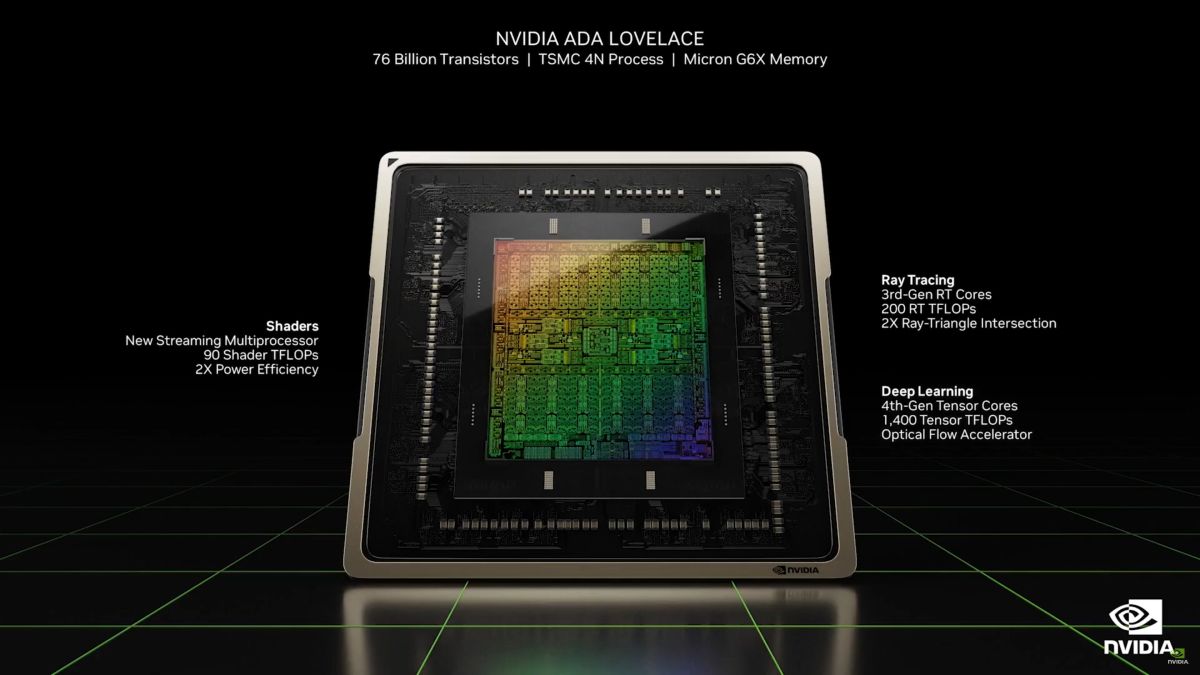 NVIDIA ADA LOVELACE
76 Billion Transistors | TSMC 4N Process | Micron G6X Memory
Shaders
New Streaming Multiprocessor
90 Shader TFLOPs
2X Power Efficiency
Ray Tracing
3rd-Gen RT Cores
200 RT TFLOPs
2X Ray-Triangle Intersection
Deep Learning
4th-Gen Tensor Cores
1,400 Tensor TFLOPs
Optical Flow Accelerator
NVIDIA
NVIDIA
NVIDIA